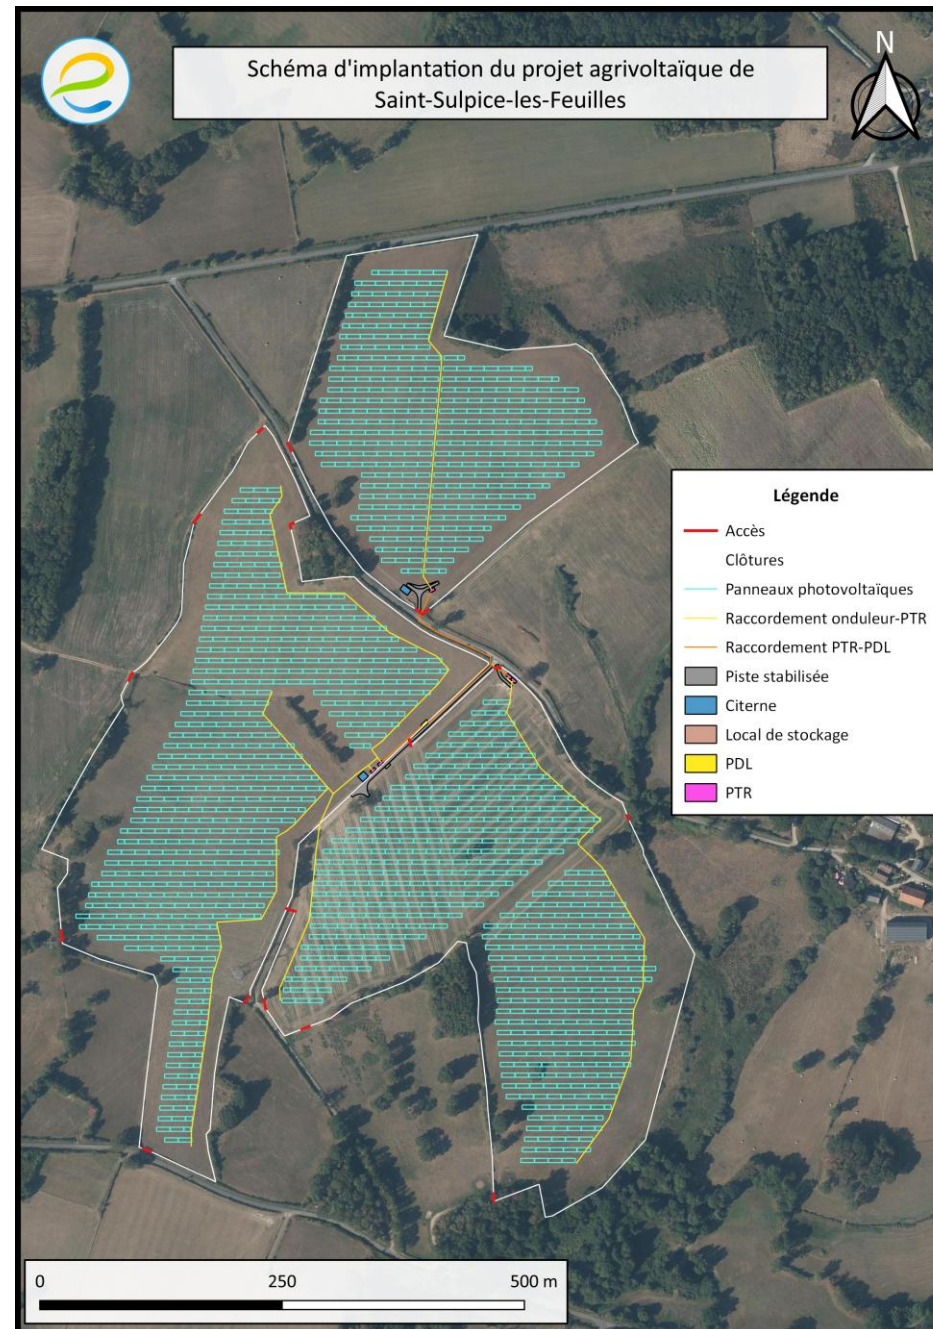 Schéma d'implantation du projet agrivoltaïque de
Saint-Sulpice-les-Feuilles
N
Légende
Accès
Clôtures
Panneaux photovoltaïques
Raccordement onduleur-PTR
Raccordement PTR-PDL
Piste stabilisée
Citerne
Local de stockage
PDL
PTR
0 250 500 m